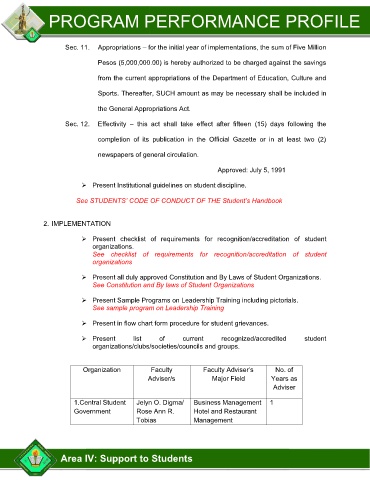 PROGRAM PERFORMANCE PROFILE
Sec. 11. Appropriations – for the initial year of implementations, the sum of Five Million
Pesos (5,000,000.00) is hereby authorized to be charged against the savings
from the current appropriations of the Department of Education, Culture and
Sports. Thereafter, SUCH amount as may be necessary shall be included in
the General Appropriations Act.
Sec. 12. Effectivity – this act shall take effect after fifteen (15) days following the
completion of its publication in the Official Gazette or in at least two (2)
newspapers of general circulation.
Approved: July 5, 1991
➢ Present Institutional guidelines on student discipline.
See STUDENTS' CODE OF CONDUCT OF THE Student's Handbook
2. IMPLEMENTATION
➢ Present checklist of requirements for recognition/accreditation of student
organizations.
See checklist of requirements for recognition/accreditation of student
organizations
➢ Present all duly approved Constitution and By Laws of Student Organizations.
See Constitution and By laws of Student Organizations
➢ Present Sample Programs on Leadership Training including pictorials.
See sample program on Leadership Training
➢ Present in flow chart form procedure for student grievances.
➢ Present list of current recognized/accredited student
organizations/clubs/societies/councils and groups.
Organization Faculty Faculty Adviser's No. of
Adviser/s Major Field Years as
Adviser
1.Central Student Jelyn O. Digma/ Business Management 1
Government Rose Ann R. Hotel and Restaurant
Tobias Management
Area IV: Support to Students